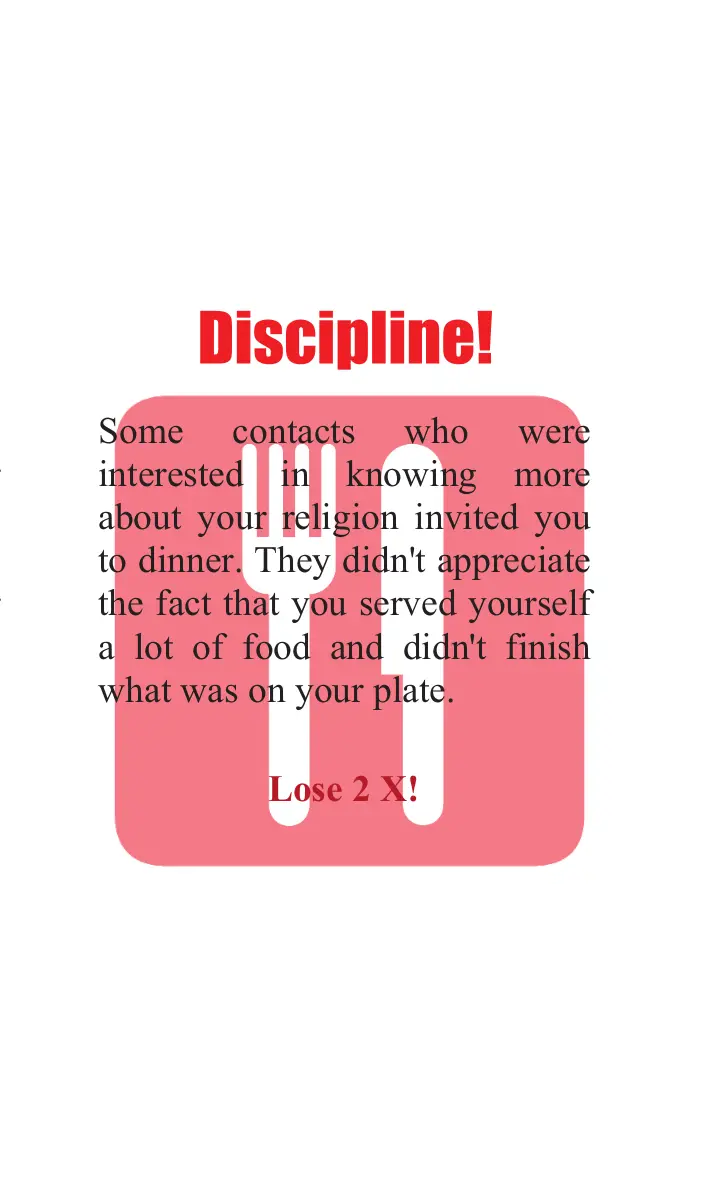 Discipline!
Some contacts who were
interested in knowing more
about your religion invited you
to dinner. They didn't appreciate
the fact that you served yourself
a lot of food and didn't finish
what was on your plate.
Lose 2 X!